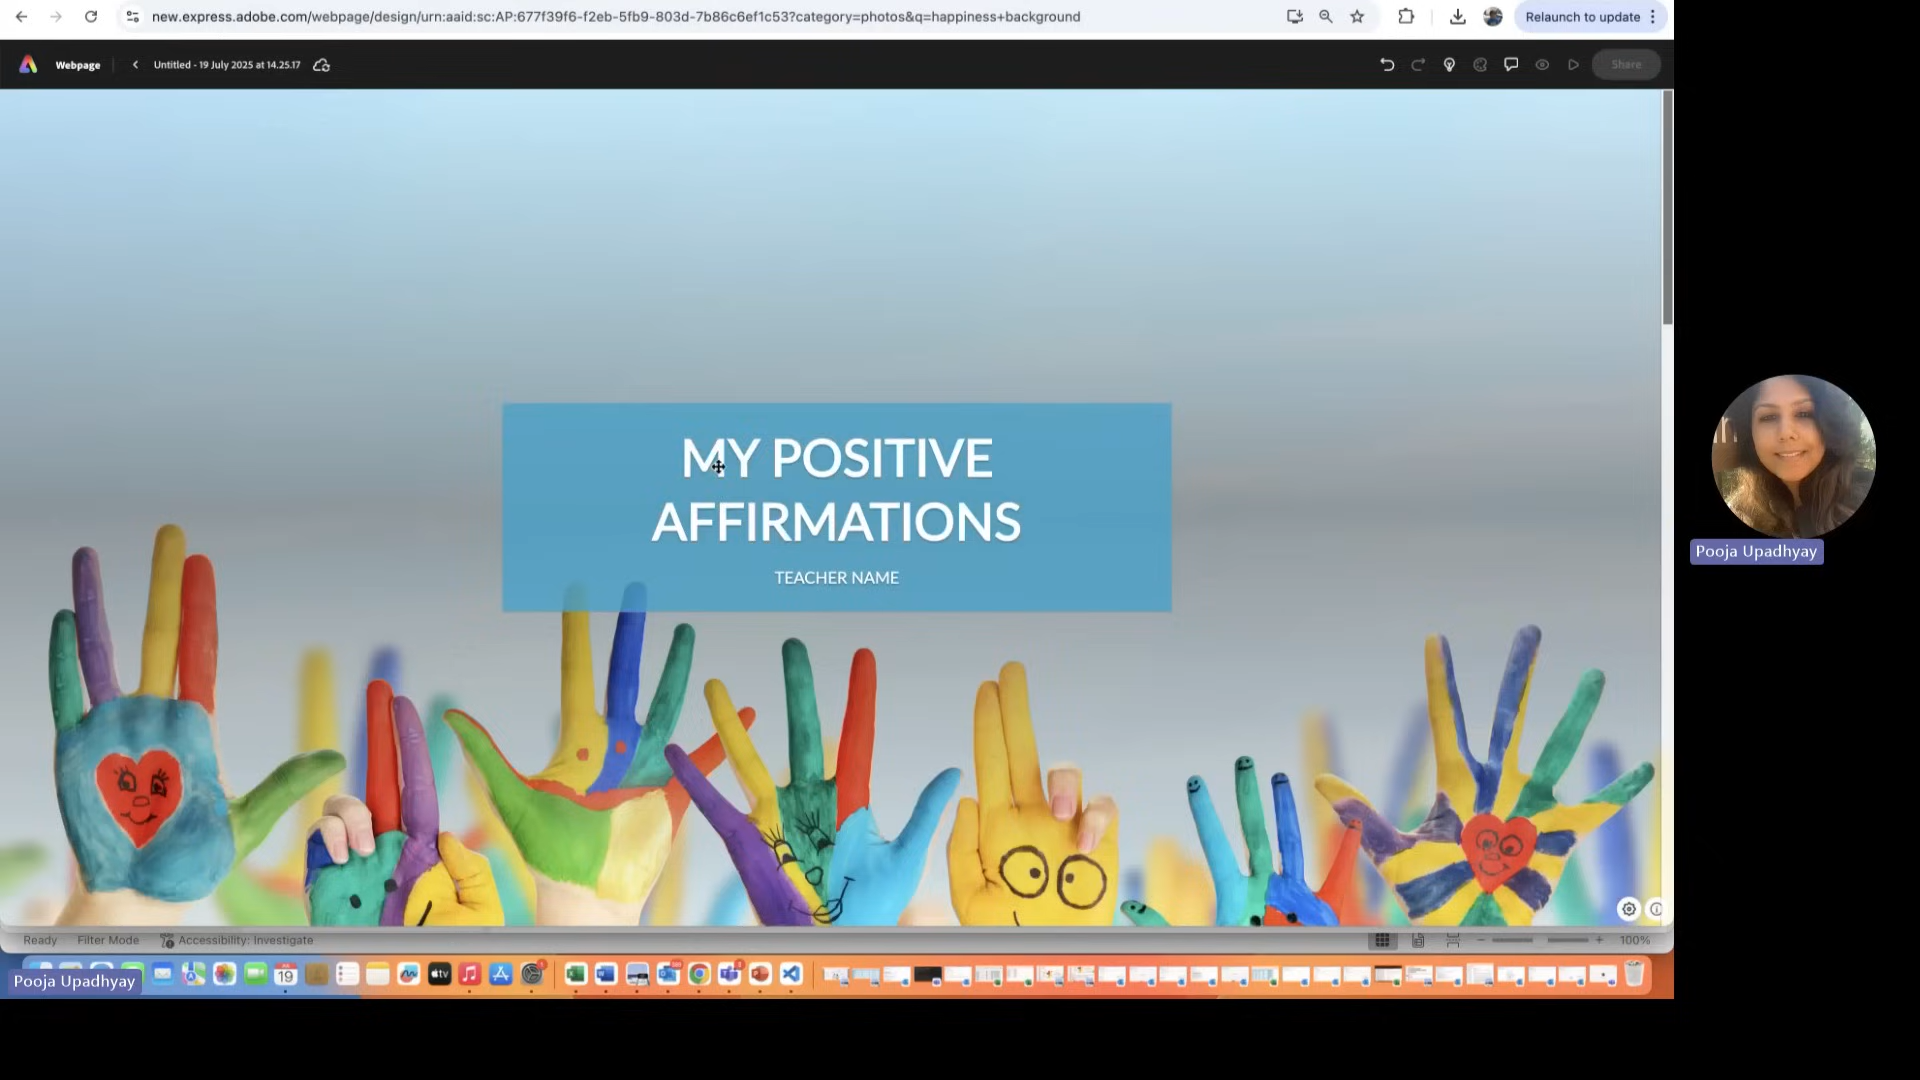 new.express.adobe.com/webpage/design/urn:aaid:sc:AP:677f39f6-f2eb-5fb9-803d-7b86c6ef1c53?category=photos&q=happiness+background
Relaunch to update
Webpage
Untitled - 19 July 2025 at 14.25.17
Share
MY POSITIVE
AFFIRMATIONS
TEACHER NAME
Pooja Upadhyay
Ready
Filter Mode
Accessibility: Investigate
100%
Pooja Upadhyay
19
tv